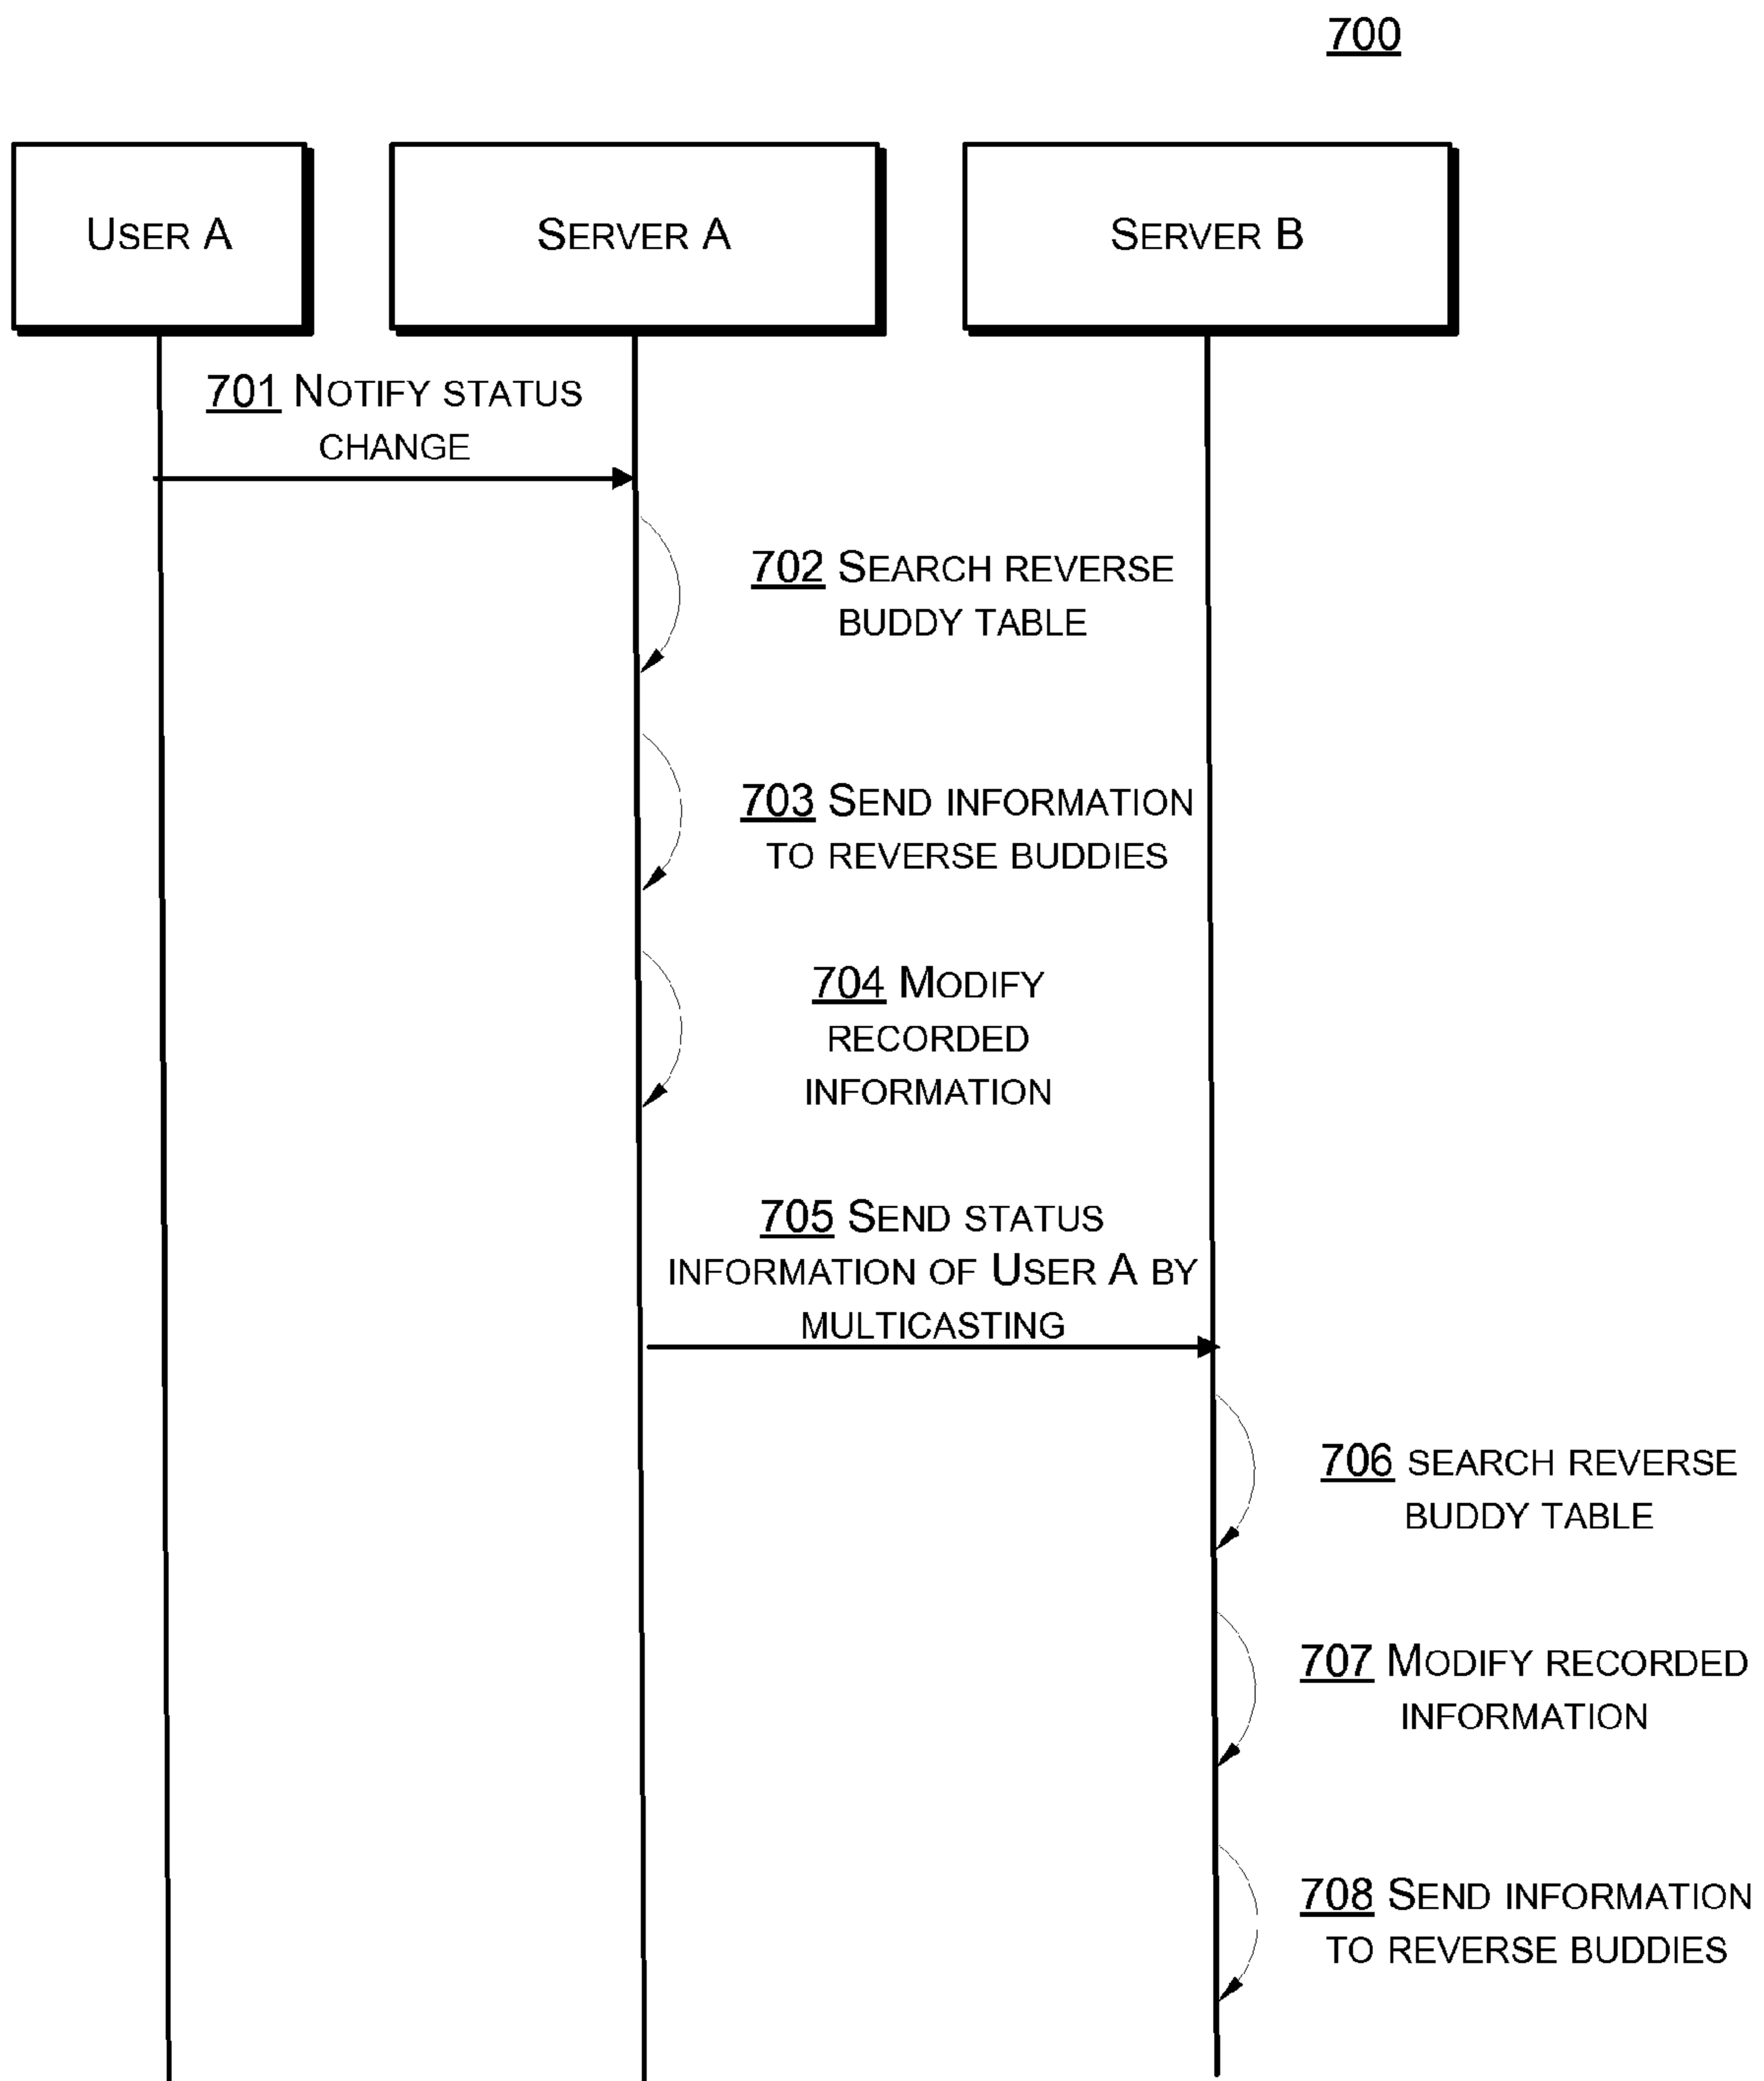 700
USER A
SERVER A
SERVER B
701 NOTIFY STATUS
CHANGE
702 SEARCH REVERSE
BUDDY TABLE
703 SEND INFORMATION
TO REVERSE BUDDIES
704 MODIFY
RECORDED
INFORMATION
705 SEND STATUS
INFORMATION OF USER A BY
MULTICASTING
706 SEARCH REVERSE
BUDDY TABLE
707 MODIFY RECORDED
INFORMATION
708 SEND INFORMATION
TO REVERSE BUDDIES